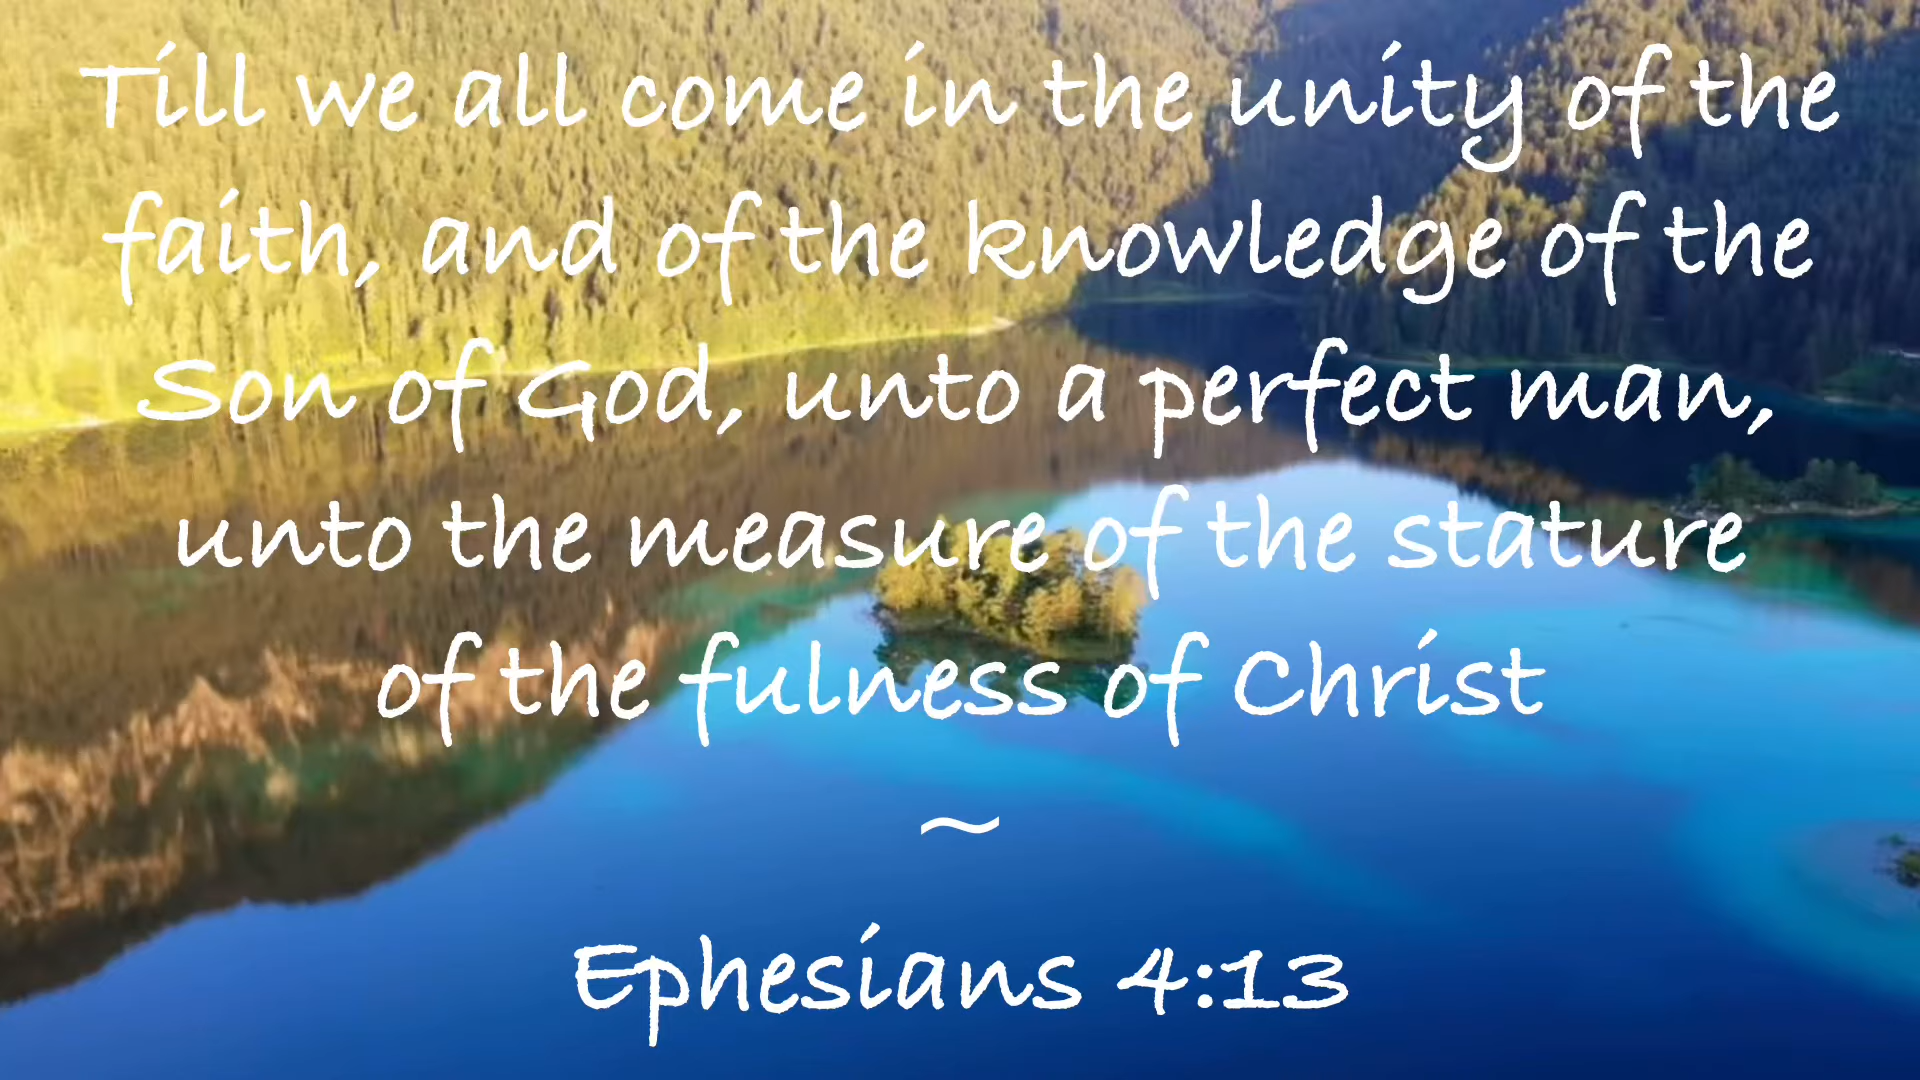 Till we all come in the unity of the
faith, and of the knowledge of the
Son of God, unto a perfect man,
unto the measure of the stature
of the fulness of Christ
~
Ephesians 4:13